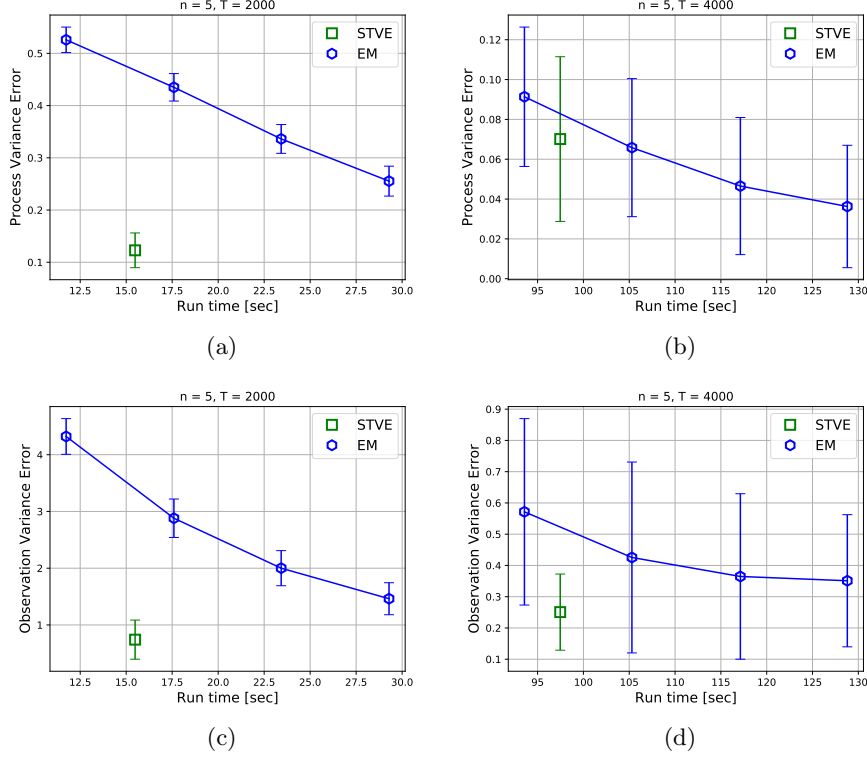 n = 5, T = 2000
Process Variance Error
0.5
0.4
0.3
0.2
0.1
STVE
EM
12.5 15.0 17.5 20.0 22.5 25.0 27.5 30.0
Run time [sec]
(a)
n = 5, T = 4000
Process Variance Error
0.12
0.10
0.08
0.06
0.04
0.02
0.00
STVE
EM
95 100 105 110 115 120 125 130
Run time [sec]
(b)
n = 5, T = 2000
Observation Variance Error
4
3
2
1
STVE
EM
12.5 15.0 17.5 20.0 22.5 25.0 27.5 30.0
Run time [sec]
(c)
n = 5, T = 4000
Observation Variance Error
0.9
0.8
0.7
0.6
0.5
0.4
0.3
0.2
0.1
STVE
EM
95 100 105 110 115 120 125 130
Run time [sec]
(d)